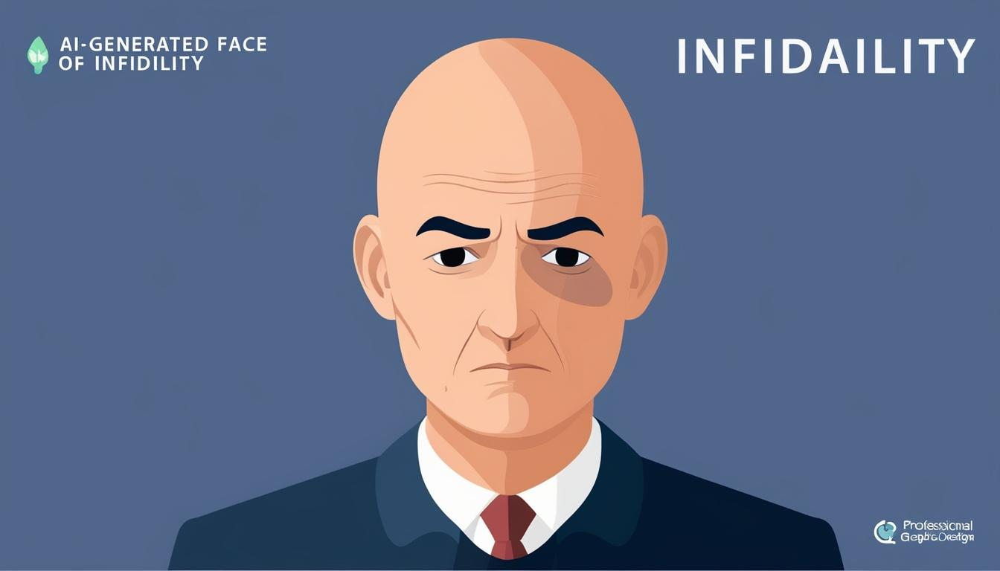 AI-GENERATED FACE
OF INFIDILITY
INFIDAILITY
Professional